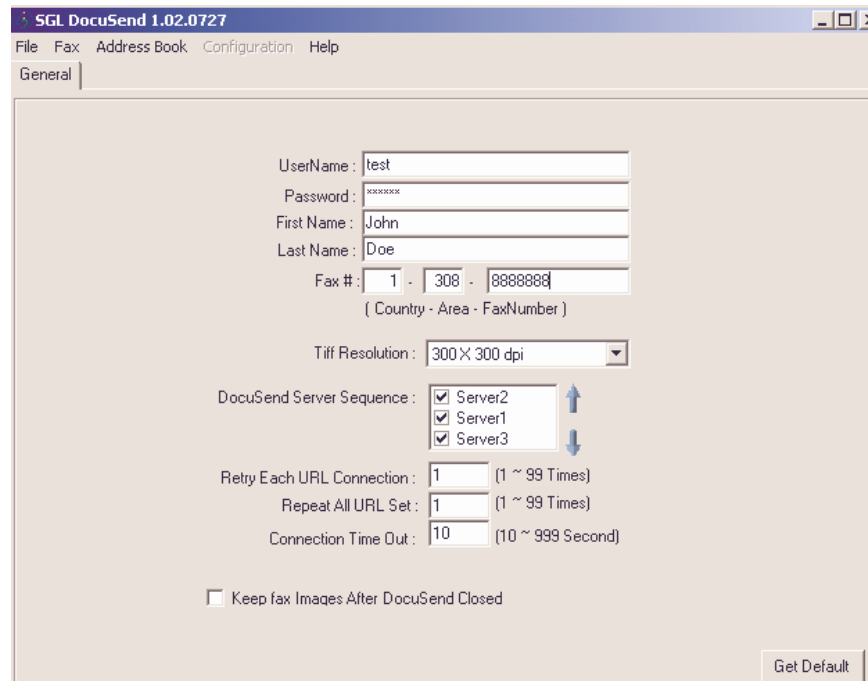 SGL DocuSend 1.02.0727
File Fax Address Book Configuration Help
General
UserName : test
Password : ******
First Name : John
Last Name : Doe
Fax # : 1 - 308 - 8888888
( Country - Area - FaxNumber )
Tiff Resolution : 300 X 300 dpi
DocuSend Server Sequence : Server2
Server1
Server3
Retry Each URL Connection : 1 (1 ~ 99 Times)
Repeat All URL Set : 1 (1 ~ 99 Times)
Connection Time Out : 10 (10 ~ 999 Second)
Keep fax Images After DocuSend Closed
Get Default